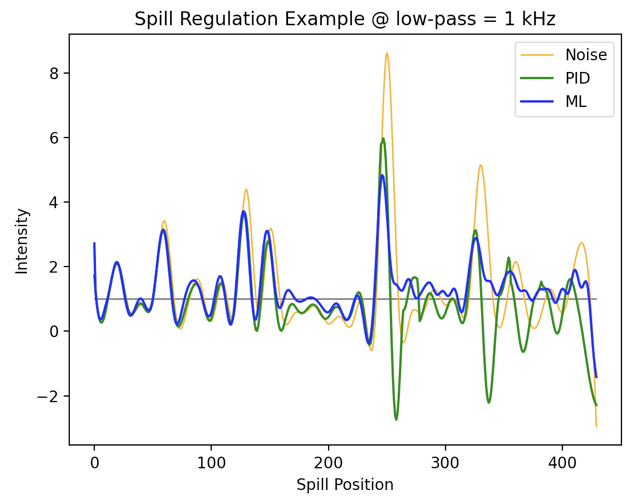 Spill Regulation Example @ low-pass = 1 kHz
Noise
PID
ML
8
6
4
2
0
−2
Intensity
0 100 200 300 400
Spill Position